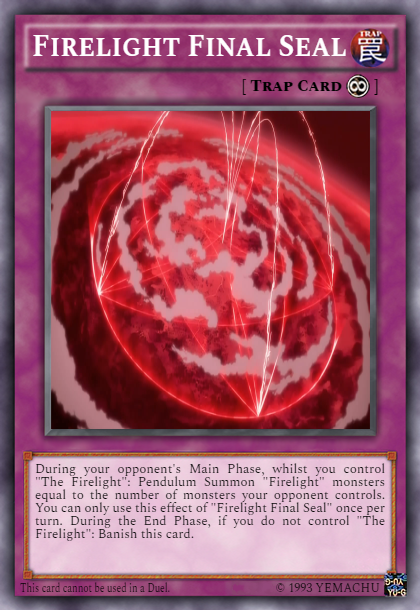 Firelight Final Seal
TRAP
罠
[ Trap Card ]
During your opponent's Main Phase, whilst you control
"The Firelight": Pendulum Summon "Firelight" monsters
equal to the number of monsters your opponent controls.
You can only use this effect of "Firelight Final Seal" once per
turn. During the End Phase, if you do not control "The
Firelight": Banish this card.
This card cannot be used in a Duel.
© 1993 YEMACHU